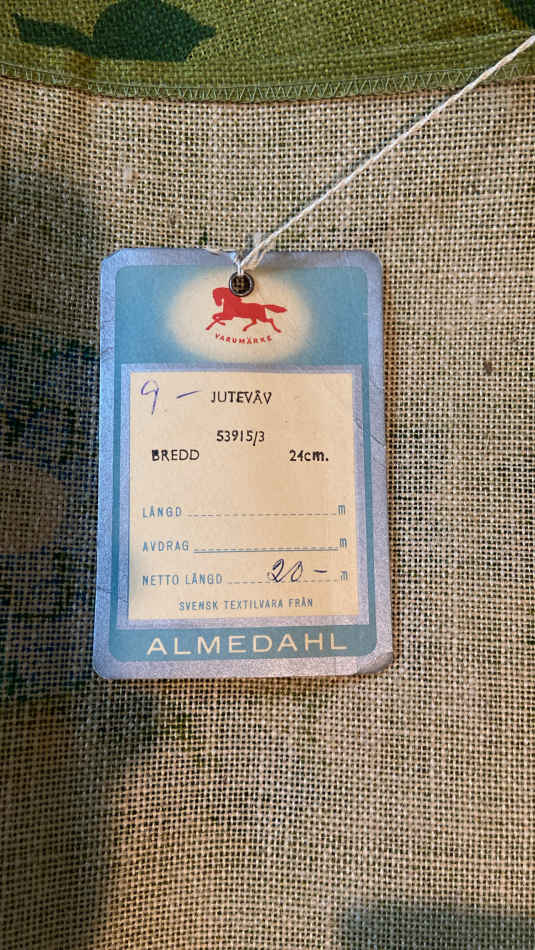 VARUMÄRKE
9.- JUTEVÄV
53915/3
BREDD 24cm.
LÄNGD m
AVDRAG m
NETTO LÄNGD 20- m
SVENSK TEXTILVARA FRÅN
ALMEDAHL